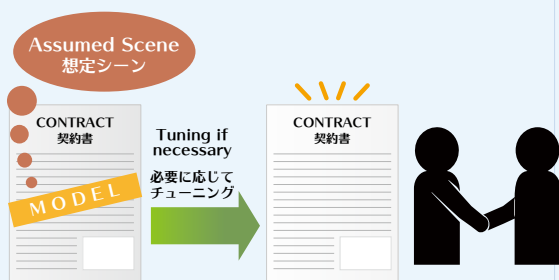 Assumed Scene
想定シーン
CONTRACT
契約書
MODEL
Tuning if
necessary
必要に応じて
チューニング
CONTRACT
契約書